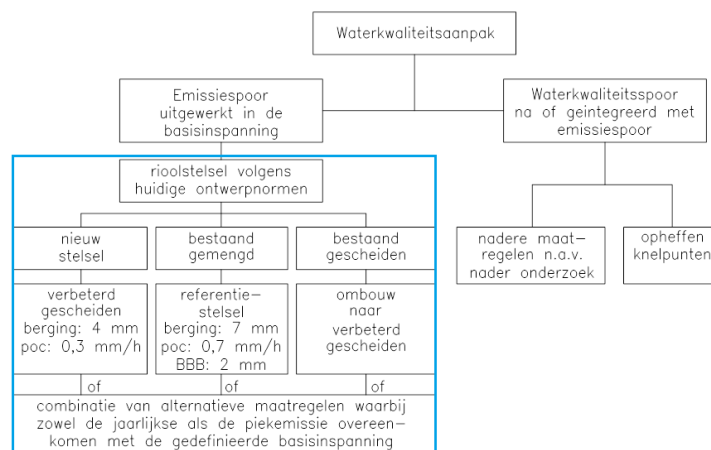 Waterkwaliteitsaanpak
Emissiespoor
uitgewerkt in de
basisinspanning
Waterkwaliteitsspoor
na of geintegreerd met
emissiespoor
rioolstelsel volgens
huidige ontwerpnormen
nieuw
stelsel
bestaand
gemengd
bestaand
gescheiden
nadere maat-
regelen n.a.v.
nader onderzoek
opheffen
knelpunten
verbeterd
gescheiden
berging: 4 mm
poc: 0,3 mm/h
referentie-
stelsel
berging: 7 mm
poc: 0,7 mm/h
BBB: 2 mm
ombouw
naar
verbeterd
gescheiden
of
of
of
combinatie van alternatieve maatregelen waarbij
zowel de jaarlijkse als de piekemissie overeen-
komen met de gedefinieerde basisinspanning